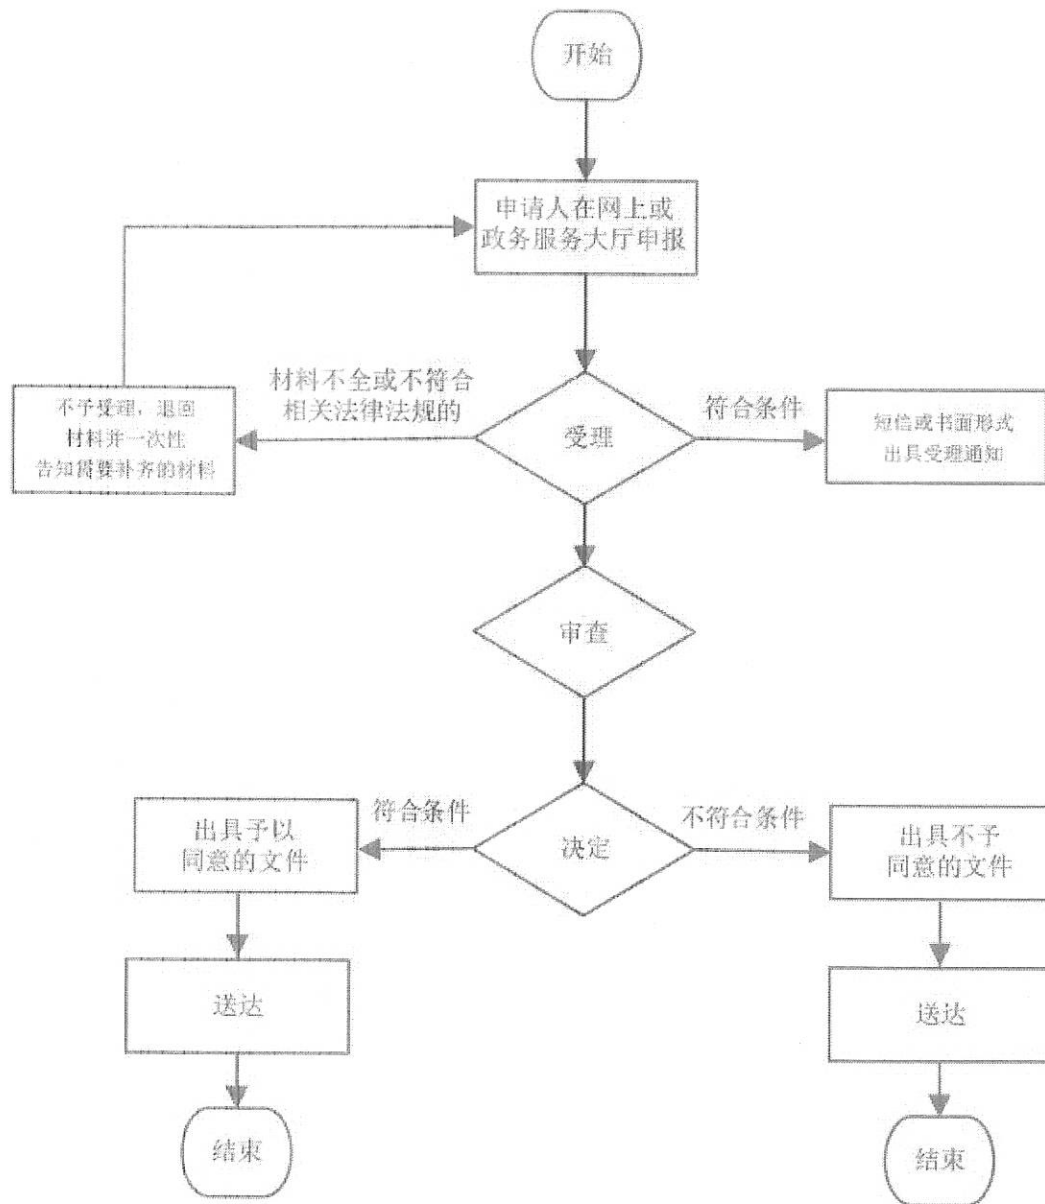 开始
申请人在网上或
政务服务大厅申报
材料不全或不符合
相关法律法规的
符合条件
不予受理，退回
材料并一次性
告知需要补齐的材料
受理
短信或书面形式
出具受理通知
审查
符合条件
不符合条件
出具予以
同意的文件
决定
出具不予
同意的文件
送达
送达
结束
结束